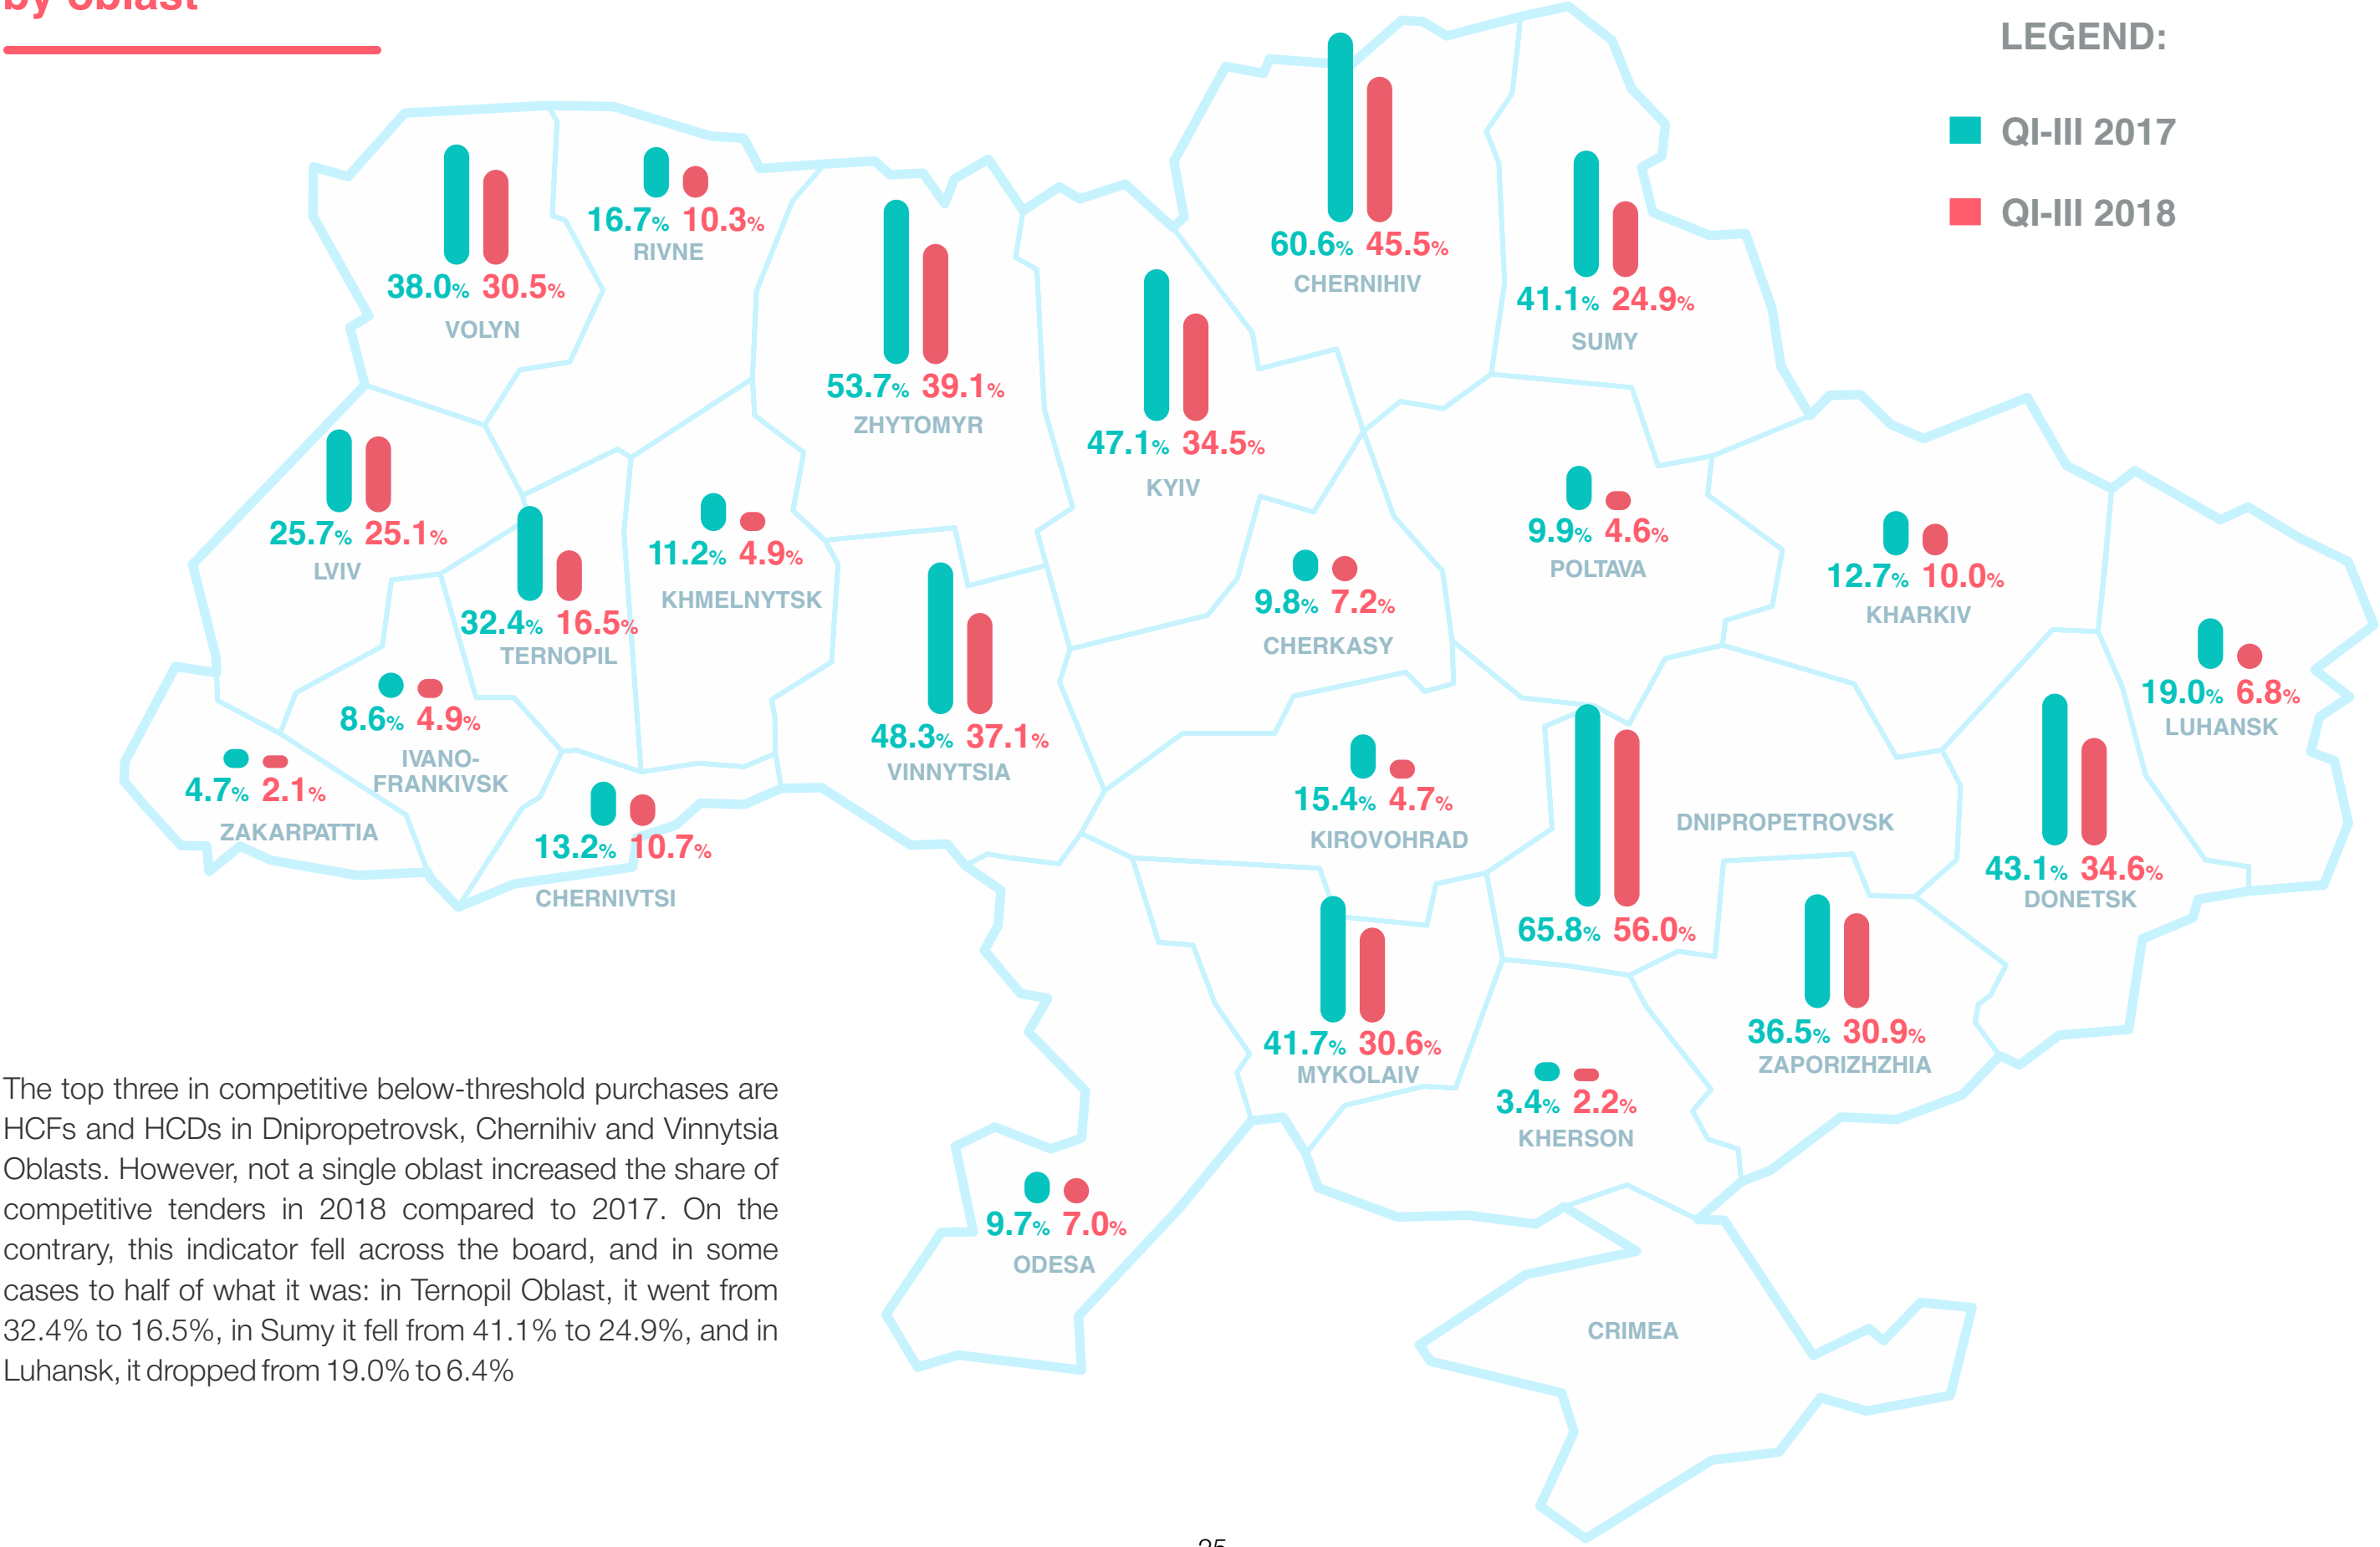 by oblast
LEGEND:
QI-III 2017
QI-III 2018
60.6% 45.5%
CHERNIHIV
16.7% 10.3%
RIVNE
38.0% 30.5%
VOLYN
41.1% 24.9%
SUMY
53.7% 39.1%
ZHYTOMYR
47.1% 34.5%
KYIV
25.7% 25.1%
LVIV
11.2% 4.9%
KHMELNYTSK
9.9% 4.6%
POLTAVA
12.7% 10.0%
KHARKIV
32.4% 16.5%
TERNOPIL
9.8% 7.2%
CHERKASY
19.0% 6.8%
LUHANSK
8.6% 4.9%
IVANO-
FRANKIVSK
48.3% 37.1%
VINNYTSIA
4.7% 2.1%
ZAKARPATTIA
15.4% 4.7%
KIROVOHRAD
DNIPROPETROVSK
65.8% 56.0%
13.2% 10.7%
CHERNIVTSI
43.1% 34.6%
DONETSK
41.7% 30.6%
MYKOLAIV
36.5% 30.9%
ZAPORIZHZHIA
3.4% 2.2%
KHERSON
9.7% 7.0%
ODESA
CRIMEA
The top three in competitive below-threshold purchases are
HCFs and HCDs in Dnipropetrovsk, Chernihiv and Vinnytsia
Oblasts. However, not a single oblast increased the share of
competitive tenders in 2018 compared to 2017. On the
contrary, this indicator fell across the board, and in some
cases to half of what it was: in Ternopil Oblast, it went from
32.4% to 16.5%, in Sumy it fell from 41.1% to 24.9%, and in
Luhansk, it dropped from 19.0% to 6.4%
25